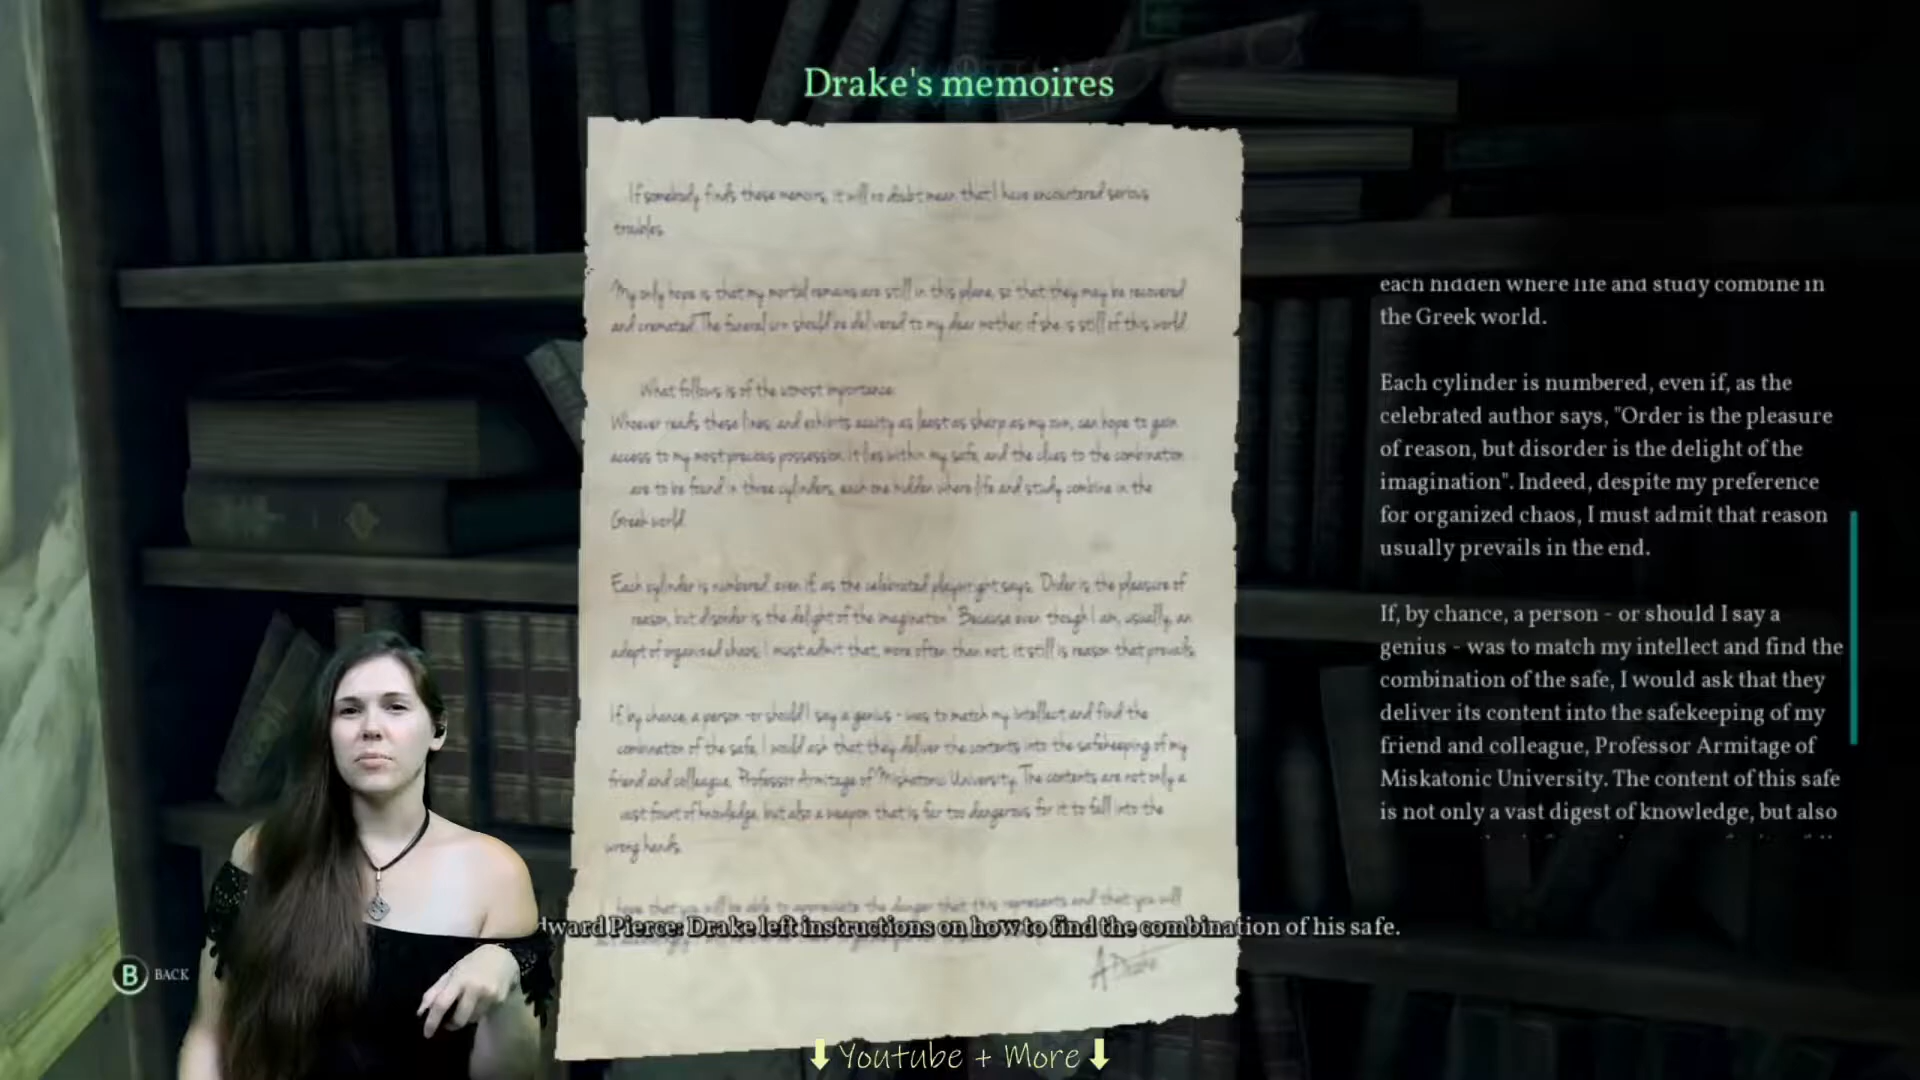 Drake's memoires
If somebody finds these memoirs, it will no doubt mean that I have encountered serious
troubles.
My only hope is that my mortal remains are still in this plane, so that they may be recovered
and cremated. The funeral urn should be delivered to my dear mother, if she is still of this world.
What follows is of the utmost importance:
Whoever reads these lines, and exhibits acuity as least as sharp as my own, can hope to gain
access to my most precious possession. It lies within my safe, and the clues to the combination
are to be found in three cylinders, each one hidden where life and study combine in the
Greek world.
Each cylinder is numbered, even if, as the celebrated playwright says, "Order is the pleasure of
reason, but disorder is the delight of the imagination." Because even though I am, usually, an
adept of organized chaos, I must admit that, more often than not, it still is reason that prevails.
If, by chance, a person -or should I say a genius - was to match my intellect and find the
combination of the safe, I would ask that they deliver the contents into the safekeeping of my
friend and colleague, Professor Armitage of Miskatonic University. The contents are not only a
vast fount of knowledge, but also a weapon that is far too dangerous for it to fall into the
wrong hands.
hope that you will be able to appreciate the danger that this represents and that you will
A Drake
each hidden where life and study combine in
the Greek world.
Each cylinder is numbered, even if, as the
celebrated author says, "Order is the pleasure
of reason, but disorder is the delight of the
imagination". Indeed, despite my preference
for organized chaos, I must admit that reason
usually prevails in the end.
If, by chance, a person - or should I say a
genius - was to match my intellect and find the
combination of the safe, I would ask that they
deliver its content into the safekeeping of my
friend and colleague, Professor Armitage of
Miskatonic University. The content of this safe
is not only a vast digest of knowledge, but also
dward Pierce: Drake left instructions on how to find the combination of his safe.
B BACK
Youtube + More